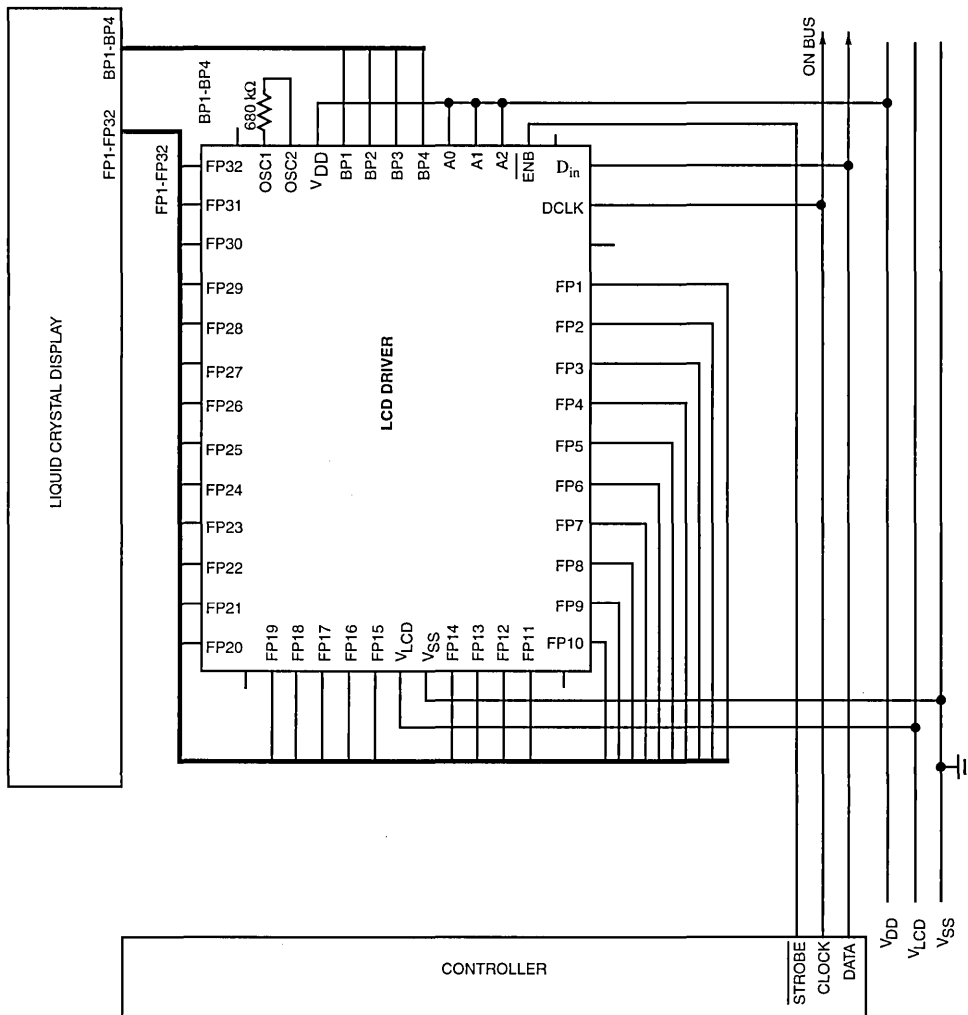 LIQUID CRYSTAL DISPLAY
BP1-BP4
FP1-FP32
BP1-BP4
FP1-FP32
680 kΩ
ON BUS
OSC1
OSC2
VDD
BP1
BP2
BP3
BP4
A0
A1
A2
ENB
FP32
FP31
FP30
FP29
FP28
FP27
FP26
FP25
FP24
FP23
FP22
FP21
FP20
LCD DRIVER
Din
DCLK
FP1
FP2
FP3
FP4
FP5
FP6
FP7
FP8
FP9
FP10
FP19
FP18
FP17
FP16
FP15
VLCD
VSS
FP14
FP13
FP12
FP11
CONTROLLER
STROBE
CLOCK
DATA
VDD
VLCD
VSS